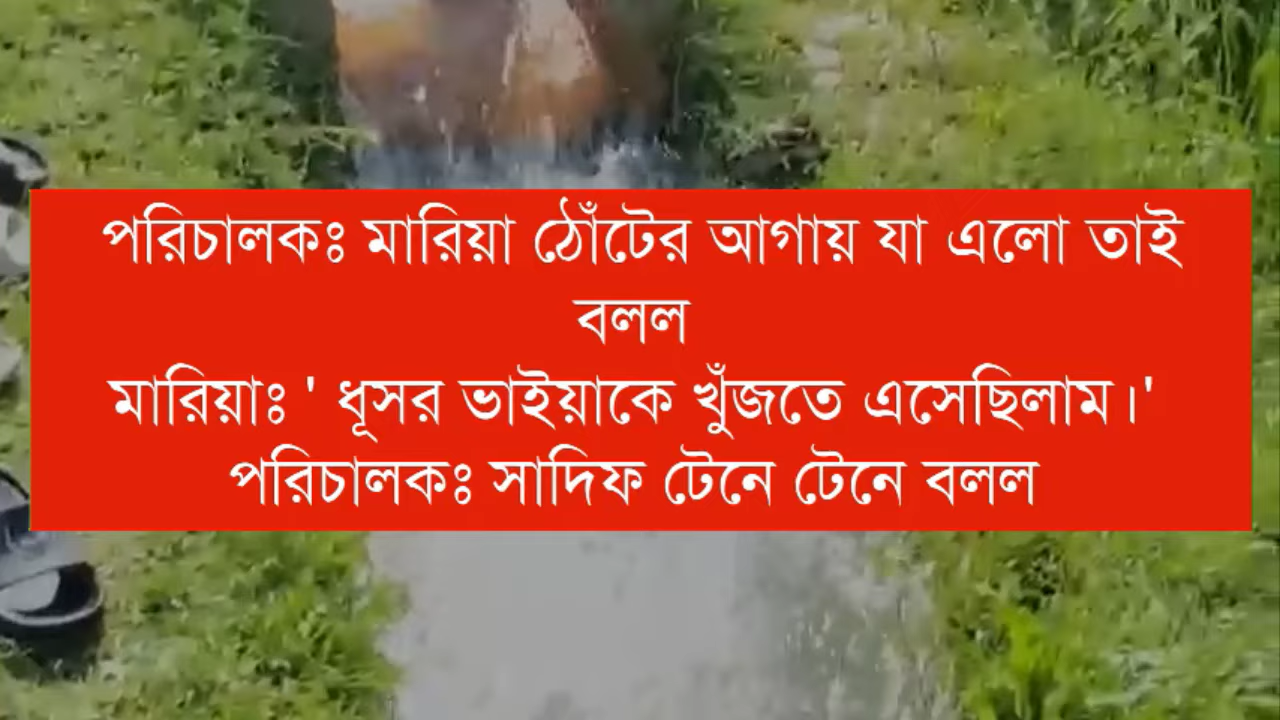 পরিচালকঃ মারিয়া ঠোঁটের আগায় যা এলো তাই
বলল
মারিয়াঃ ' ধূসর ভাইয়াকে খুঁজতে এসেছিলাম।'
পরিচালকঃ সাদিফ টেনে টেনে বলল